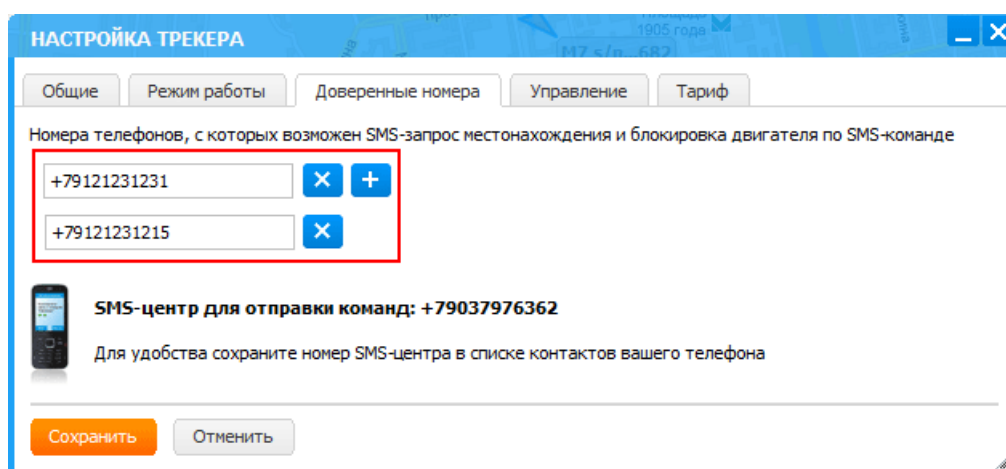 1905 года
НАСТРОЙКА ТРЕКЕРА
Общие
Режим работы
Доверенные номера
Управление
Тариф
Номера телефонов, с которых возможен SMS-запрос местонахождения и блокировка двигателя по SMS-команде
+79121231231
+79121231215
SMS-центр для отправки команд: +79037976362
Для удобства сохраните номер SMS-центра в списке контактов вашего телефона
Сохранить
Отменить